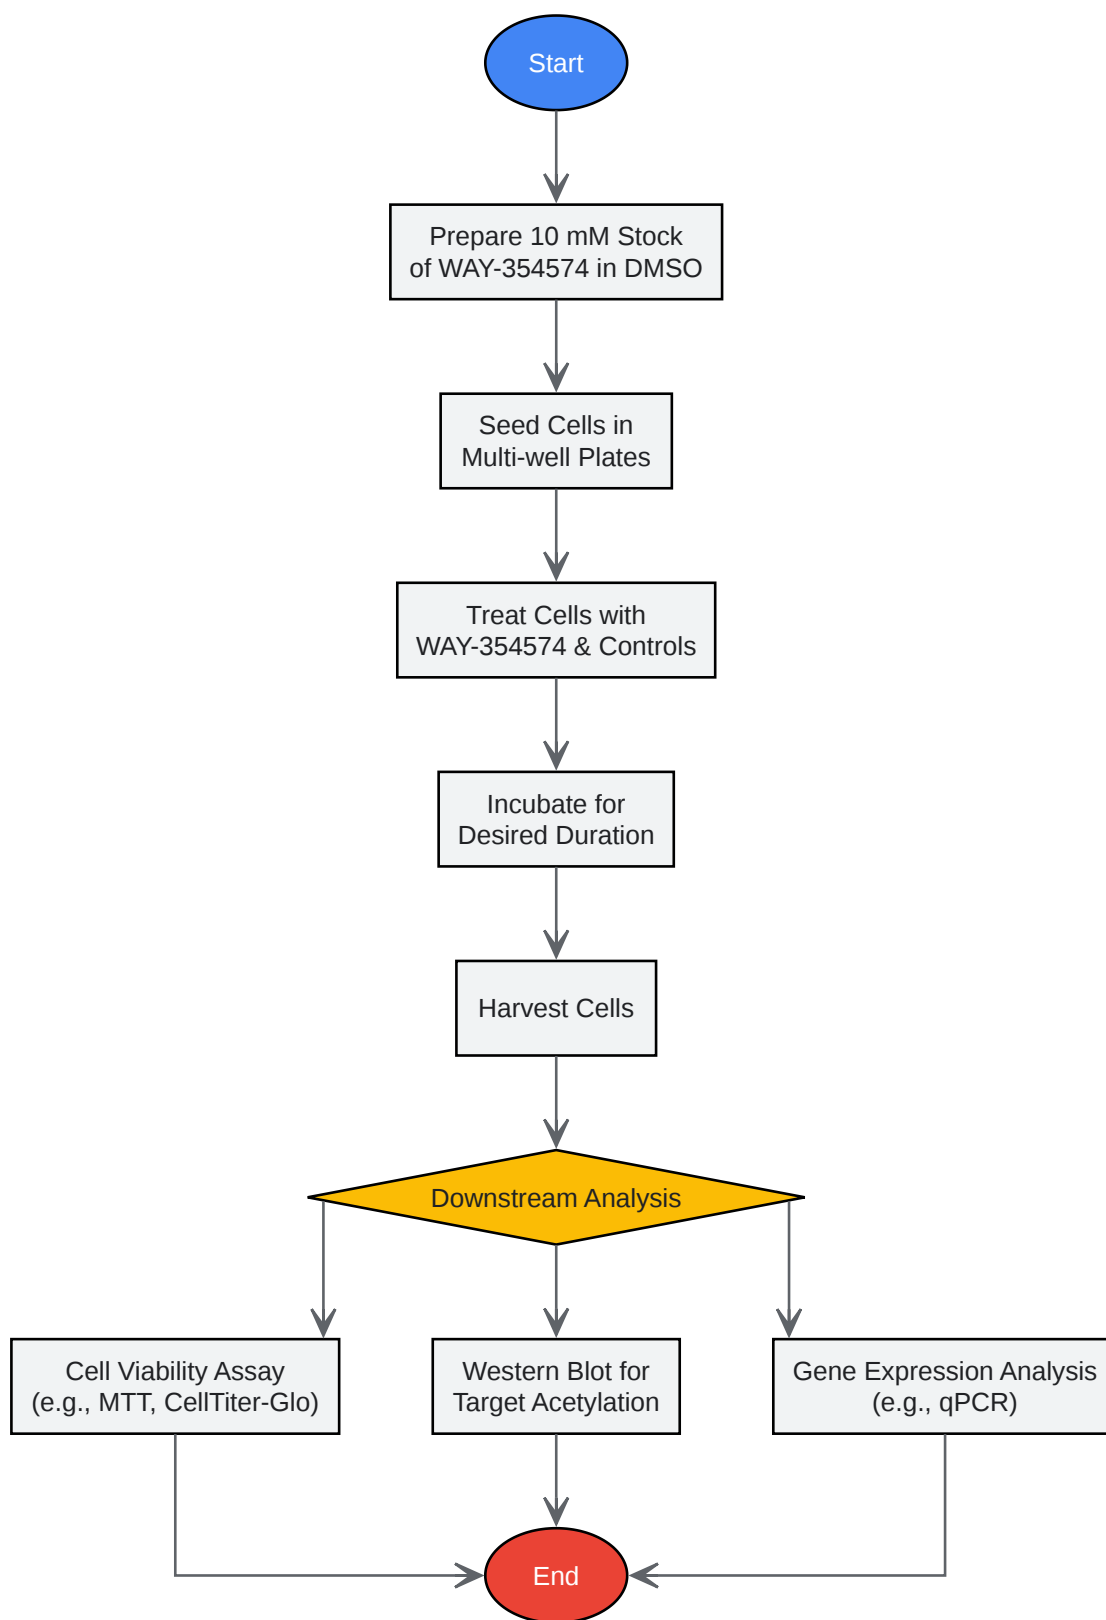 Start
Prepare 10 mM Stock
of WAY-354574 in DMSO
Seed Cells in
Multi-well Plates
Treat Cells with
WAY-354574 & Controls
Incubate for
Desired Duration
Harvest Cells
Downstream Analysis
Cell Viability Assay
(e.g., MTT, CellTiter-Glo)
Western Blot for
Target Acetylation
Gene Expression Analysis
(e.g., qPCR)
End